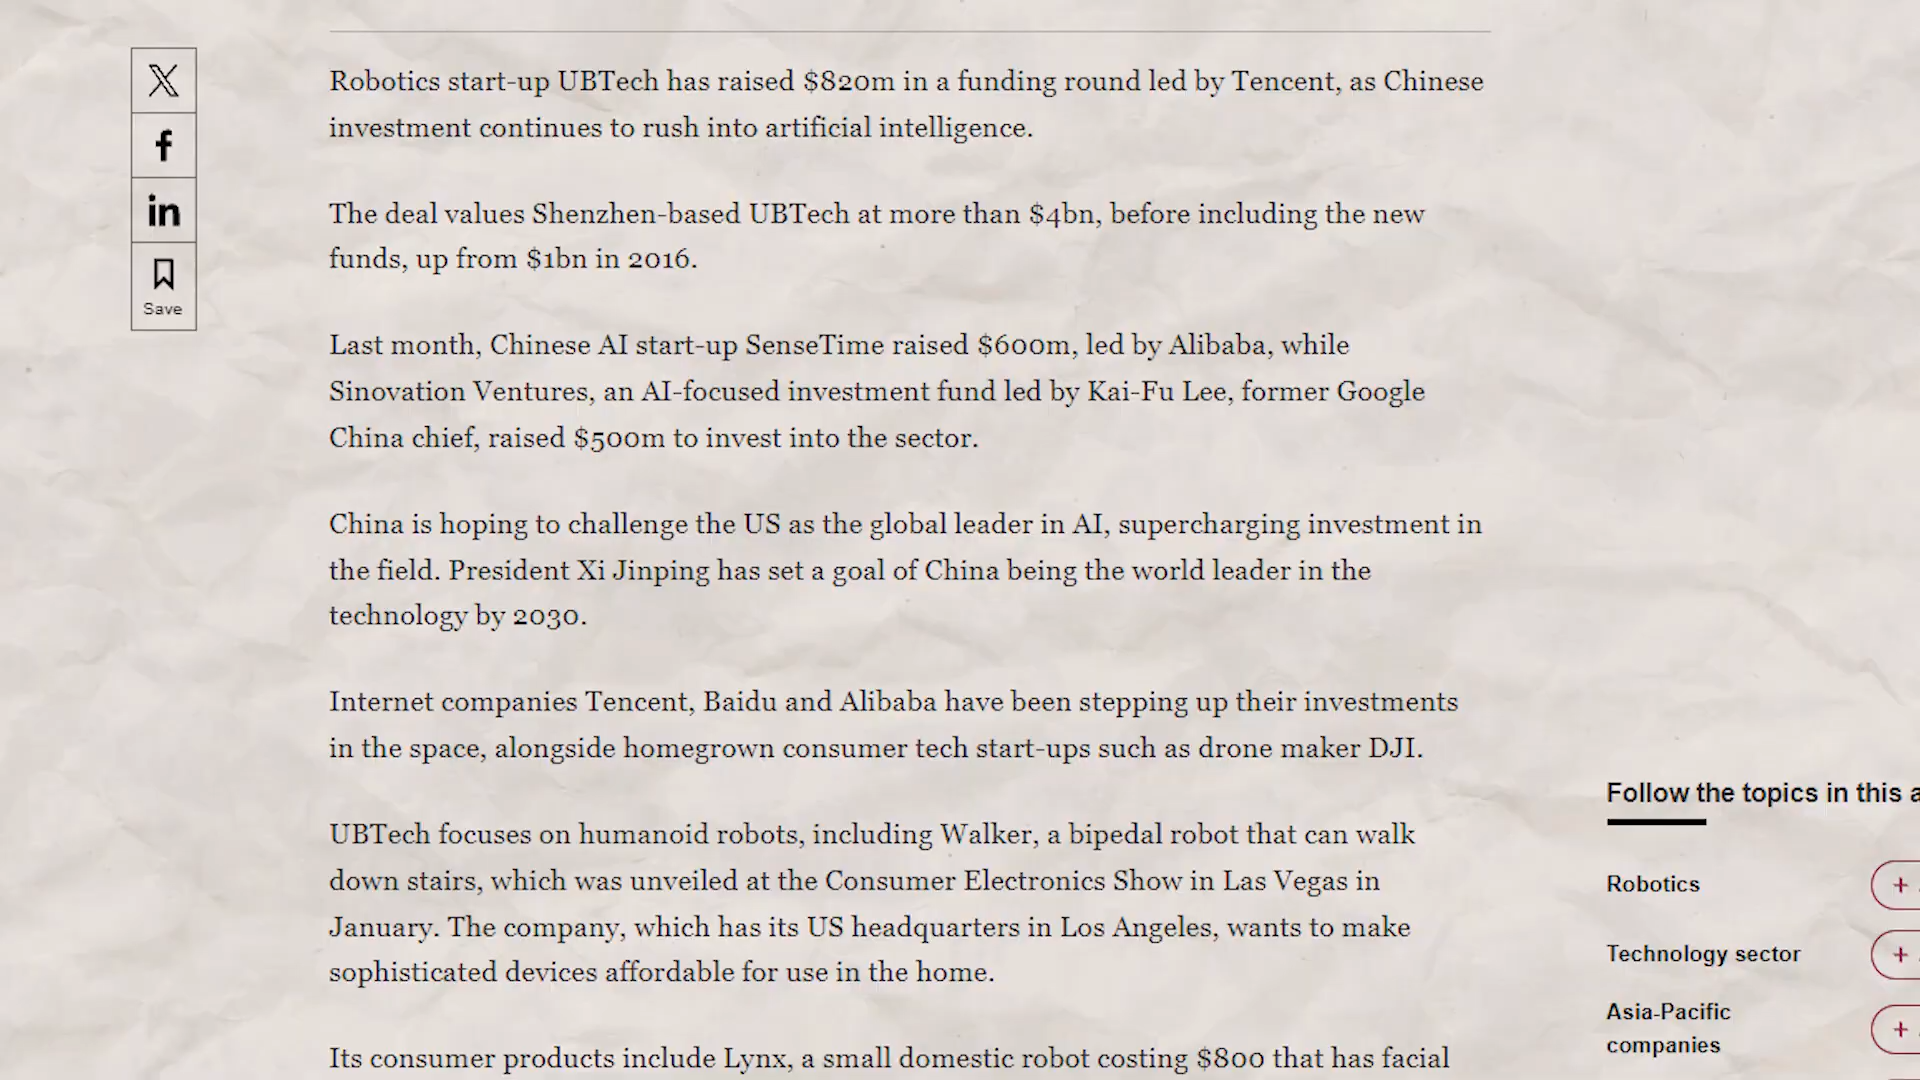 Robotics start-up UBTech has raised $820m in a funding round led by Tencent, as Chinese
investment continues to rush into artificial intelligence.
The deal values Shenzhen-based UBTech at more than $4bn, before including the new
funds, up from $1bn in 2016.
Last month, Chinese AI start-up SenseTime raised $600m, led by Alibaba, while
Sinovation Ventures, an AI-focused investment fund led by Kai-Fu Lee, former Google
China chief, raised $500m to invest into the sector.
China is hoping to challenge the US as the global leader in AI, supercharging investment in
the field. President Xi Jinping has set a goal of China being the world leader in the
technology by 2030.
Internet companies Tencent, Baidu and Alibaba have been stepping up their investments
in the space, alongside homegrown consumer tech start-ups such as drone maker DJI.
UBTech focuses on humanoid robots, including Walker, a bipedal robot that can walk
down stairs, which was unveiled at the Consumer Electronics Show in Las Vegas in
January. The company, which has its US headquarters in Los Angeles, wants to make
sophisticated devices affordable for use in the home.
Its consumer products include Lynx, a small domestic robot costing $800 that has facial
X
f
in
Save
Follow the topics in this a
Robotics
+
Technology sector
+
Asia-Pacific
companies
+